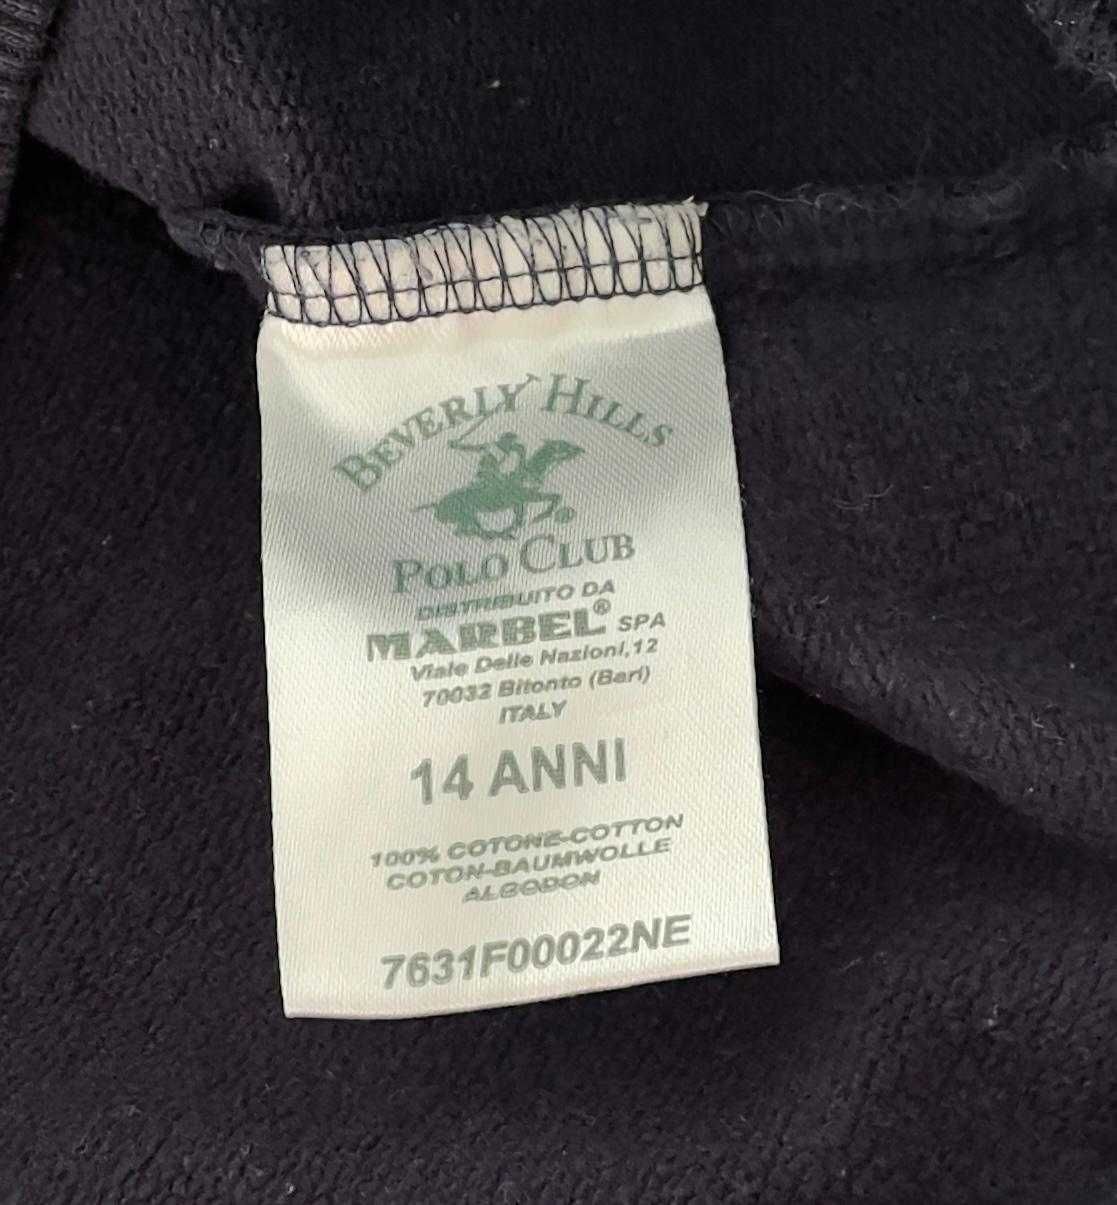 BEVERLY HILLS
POLO CLUB
DISTRIBUITO DA
MARBEL® SPA
Viale Delle Nazioni,12
70032 Bitonto (Bari)
ITALY
14 ANNI
100% COTONE-COTTON
COTON-BAUMWOLLE
ALGODON
7631F00022NE